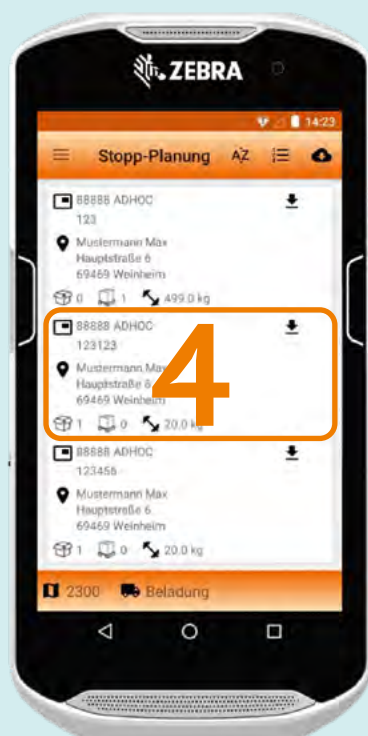 ZEBRA
14:23
Stopp-Planung AZ
88888 ADHOC
123
Mustermann Max
Hauptstraße 6
69469 Weinheim
0 1 499.0 kg
88888 ADHOC
123123
Mustermann Max
Hauptstraße 6
69469 Weinheim
1 0 20.0 kg
4
88888 ADHOC
123456
Mustermann Max
Hauptstraße 6
69469 Weinheim
1 0 20.0 kg
2300 Beladung